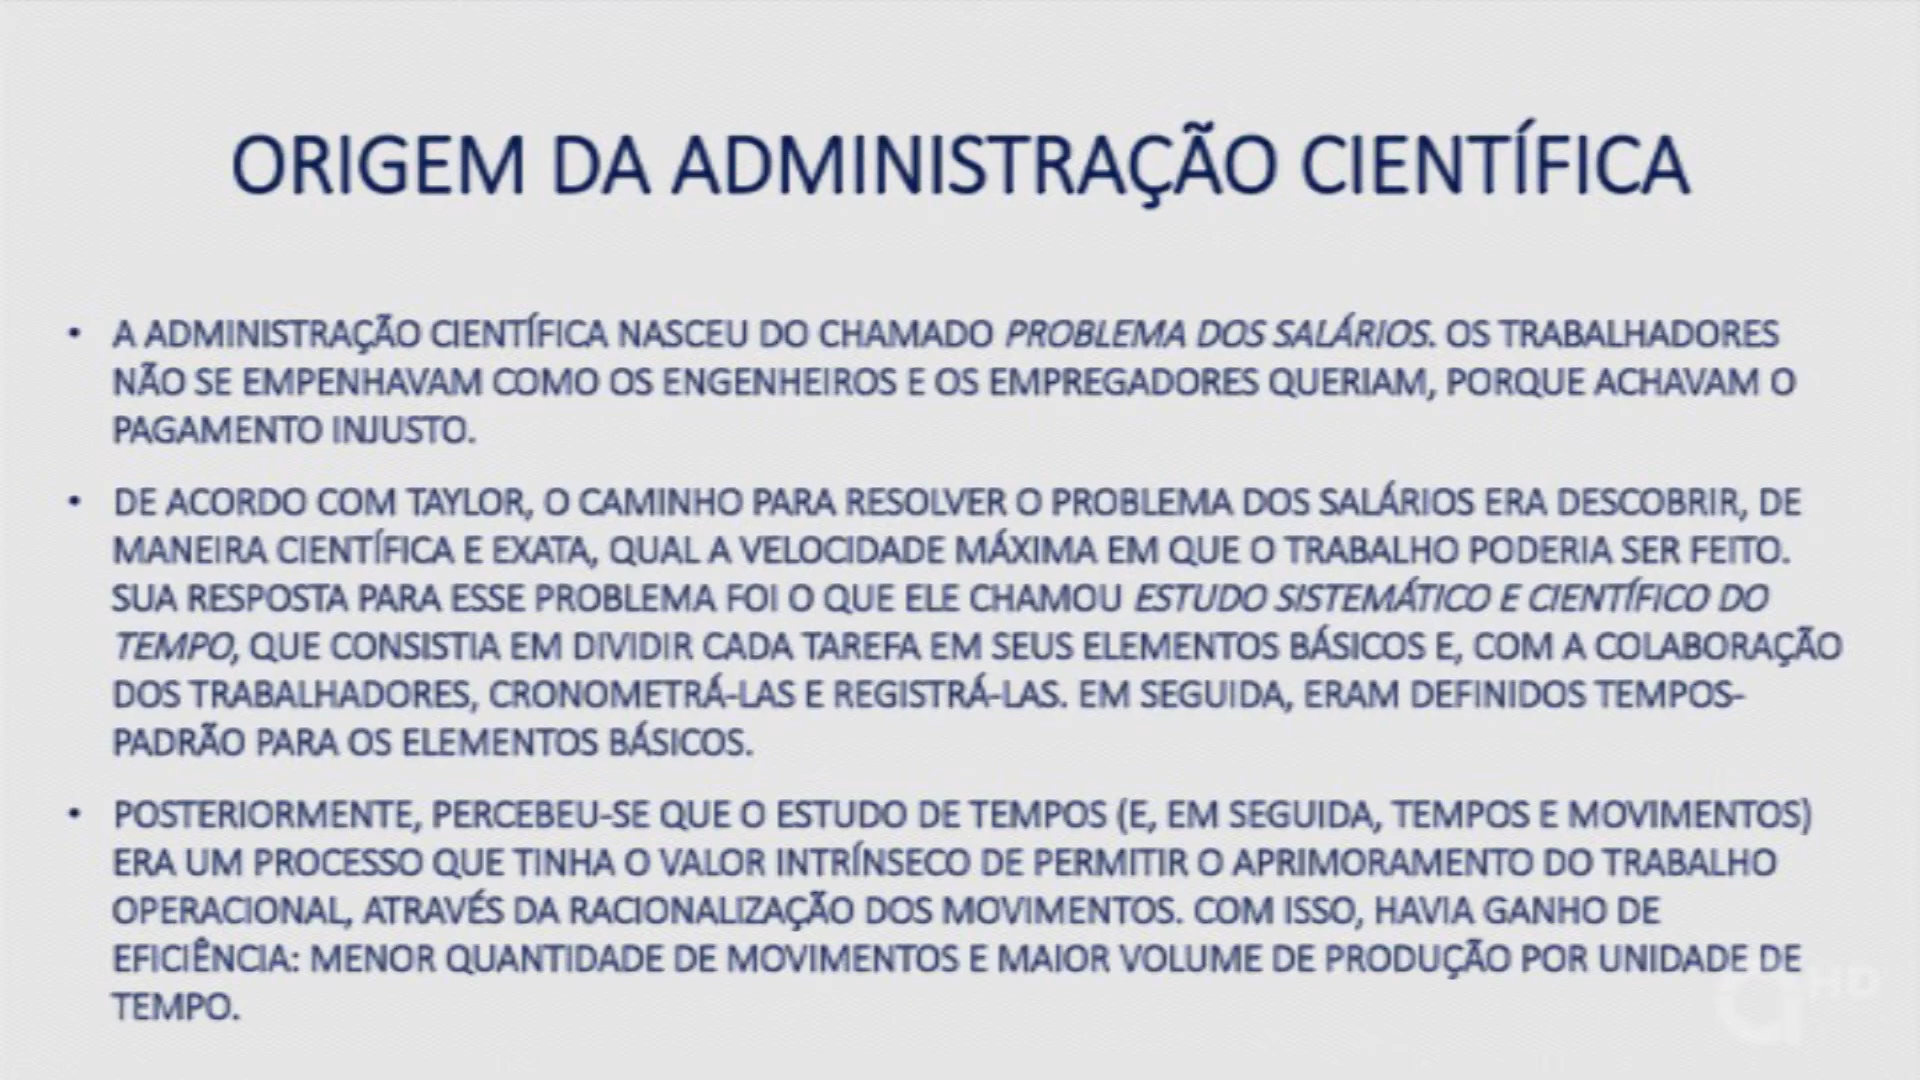 ORIGEM DA ADMINISTRAÇÃO CIENTÍFICA
• A ADMINISTRAÇÃO CIENTÍFICA NASCEU DO CHAMADO PROBLEMA DOS SALÁRIOS. OS TRABALHADORES
NÃO SE EMPENHAVAM COMO OS ENGENHEIROS E OS EMPREGADORES QUERIAM, PORQUE ACHAVAM O
PAGAMENTO INJUSTO.
• DE ACORDO COM TAYLOR, O CAMINHO PARA RESOLVER O PROBLEMA DOS SALÁRIOS ERA DESCOBRIR, DE
MANEIRA CIENTÍFICA E EXATA, QUAL A VELOCIDADE MÁXIMA EM QUE O TRABALHO PODERIA SER FEITO.
SUA RESPOSTA PARA ESSE PROBLEMA FOI O QUE ELE CHAMOU ESTUDO SISTEMÁTICO E CIENTÍFICO DO
TEMPO, QUE CONSISTIA EM DIVIDIR CADA TAREFA EM SEUS ELEMENTOS BÁSICOS E, COM A COLABORAÇÃO
DOS TRABALHADORES, CRONOMETRÁ-LAS E REGISTRÁ-LAS. EM SEGUIDA, ERAM DEFINIDOS TEMPOS-
PADRÃO PARA OS ELEMENTOS BÁSICOS.
• POSTERIORMENTE, PERCEBEU-SE QUE O ESTUDO DE TEMPOS (E, EM SEGUIDA, TEMPOS E MOVIMENTOS)
ERA UM PROCESSO QUE TINHA O VALOR INTRÍNSECO DE PERMITIR O APRIMORAMENTO DO TRABALHO
OPERACIONAL, ATRAVÉS DA RACIONALIZAÇÃO DOS MOVIMENTOS. COM ISSO, HAVIA GANHO DE
EFICIÊNCIA: MENOR QUANTIDADE DE MOVIMENTOS E MAIOR VOLUME DE PRODUÇÃO POR UNIDADE DE
TEMPO.
HD